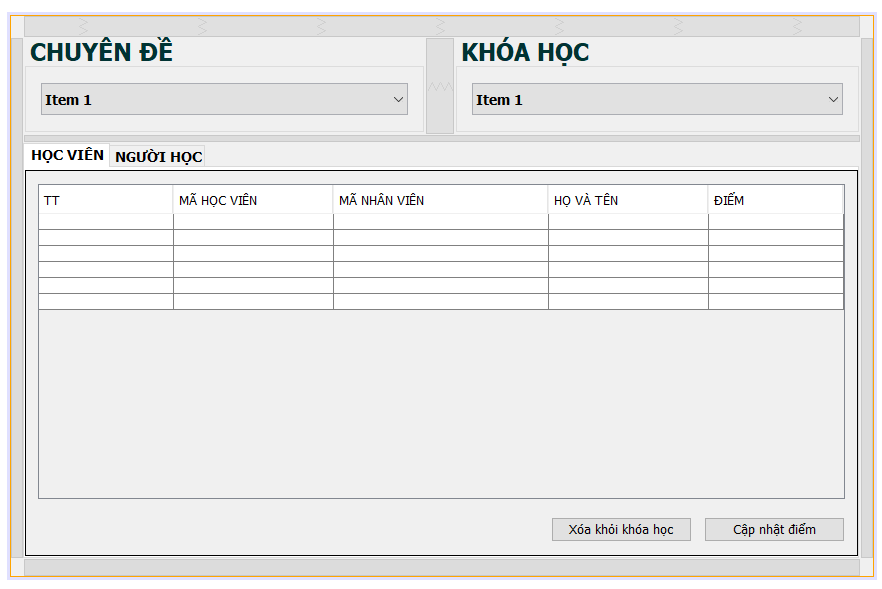 CHUYÊN ĐỀ KHÓA HỌC
Item 1 Item 1
HỌC VIÊN NGƯỜI HỌC
TT MÃ HỌC VIÊN MÃ NHÂN VIÊN HỌ VÀ TÊN ĐIỂM
Xóa khỏi khóa học Cập nhật điểm